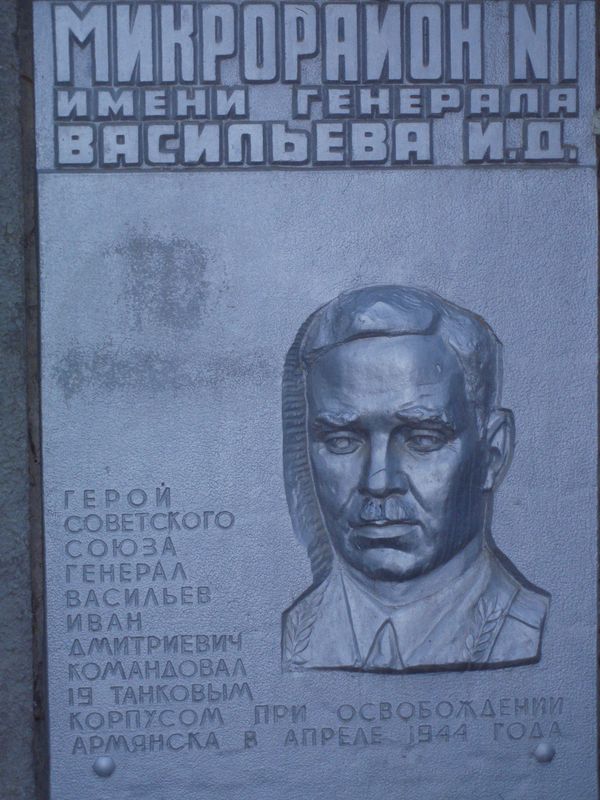 МИКРОРАЙОН N1
ИМЕНИ ГЕНЕРАЛА
ВАСИЛЬЕВА И.Д.
ГЕРОЙ
СОВЕТСКОГО
СОЮЗА
ГЕНЕРАЛ
ВАСИЛЬЕВ
ИВАН
ДМИТРИЕВИЧ
КОМАНДОВАЛ
19 ТАНКОВЫМ
КОРПУСОМ ПРИ ОСВОБОЖДЕНИИ
АРМЯНСКА В АПРЕЛЕ 1944 ГОДА